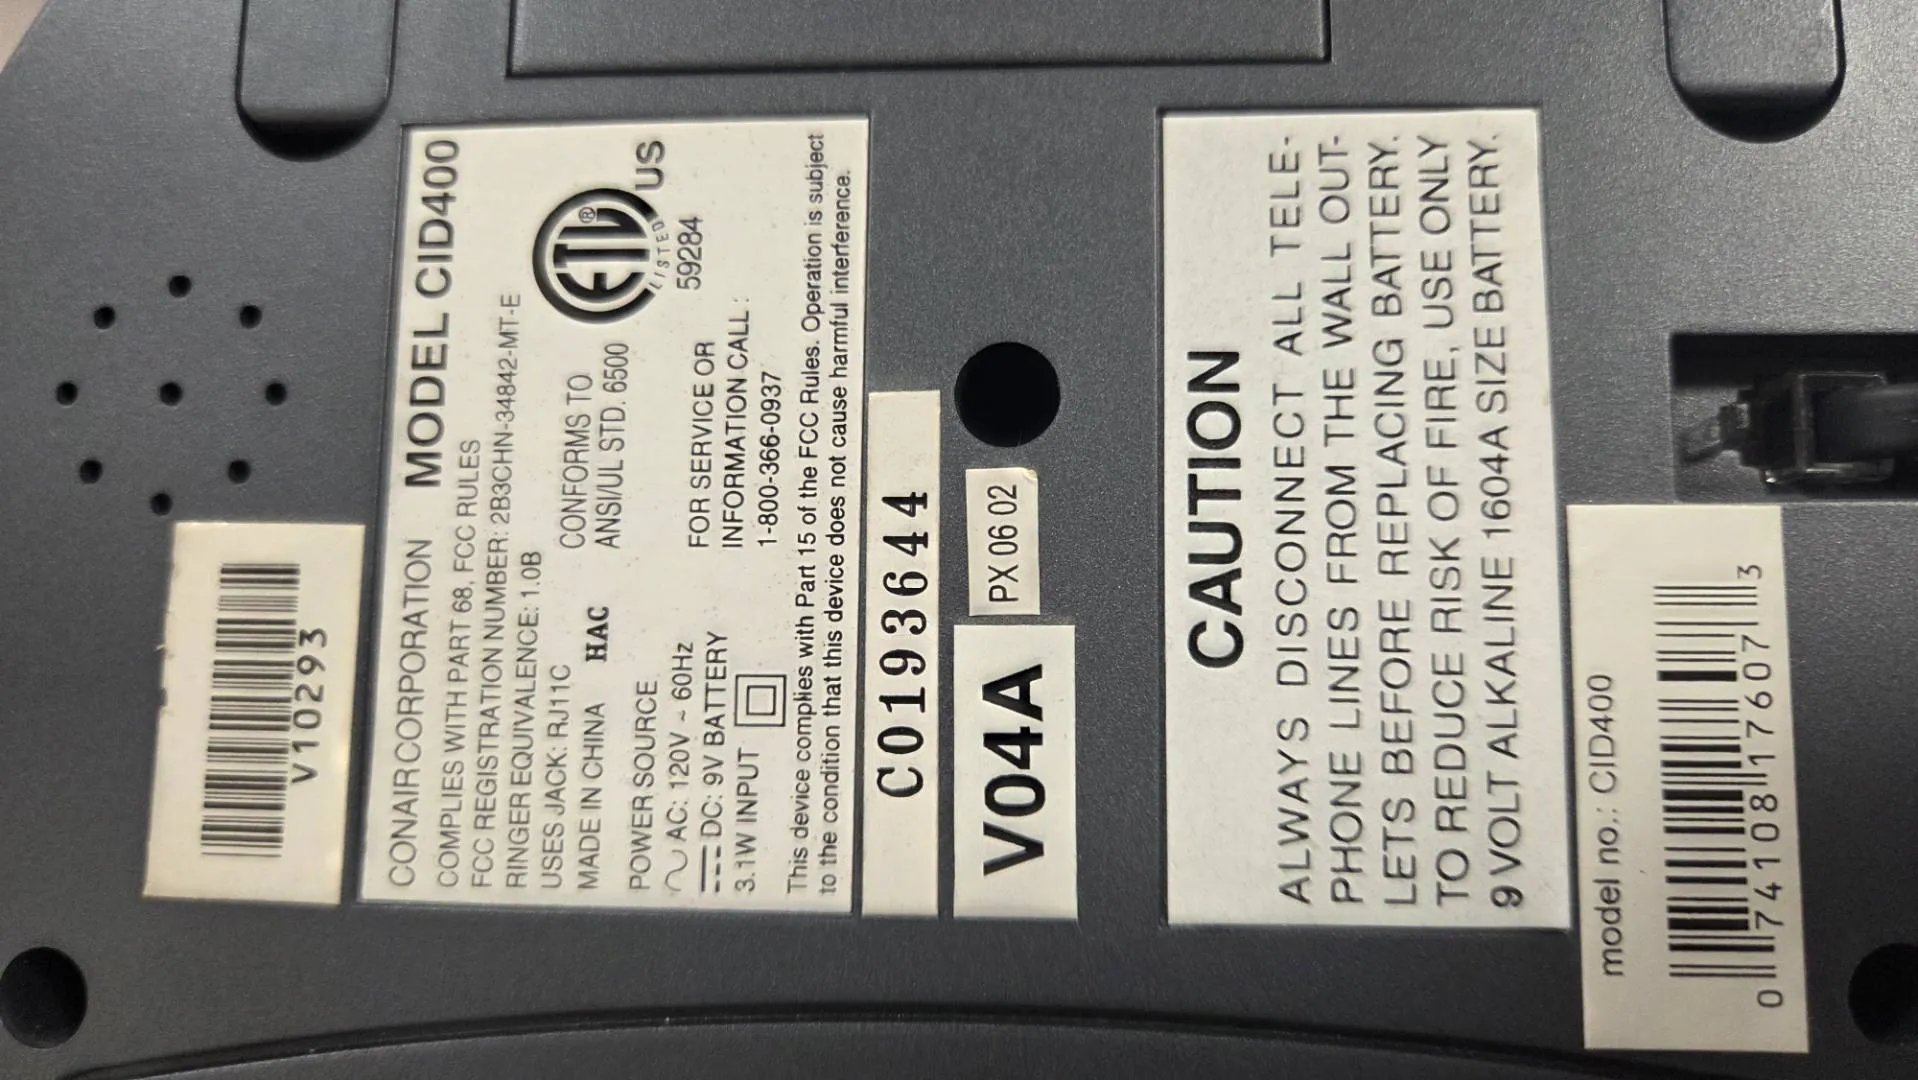 V10293
CONAIR CORPORATION MODEL CID400
COMPLIES WITH PART 68, FCC RULES
FCC REGISTRATION NUMBER: 2B3CHN-34842-MT-E
RINGER EQUIVALENCE: 1.0B
USES JACK: RJ11C
MADE IN CHINA HAC
CONFORMS TO
ANSI/UL STD. 6500
ETL®
LISTED
US
59284
POWER SOURCE
AC: 120V ~ 60Hz
DC: 9V BATTERY
3.1W INPUT
FOR SERVICE OR
INFORMATION CALL:
1-800-366-0937
This device complies with Part 15 of the FCC Rules. Operation is subject
to the condition that this device does not cause harmful interference.
C0193644
V04A
PX 06 02
CAUTION
ALWAYS DISCONNECT ALL TELE-
PHONE LINES FROM THE WALL OUT-
LETS BEFORE REPLACING BATTERY.
TO REDUCE RISK OF FIRE, USE ONLY
9 VOLT ALKALINE 1604A SIZE BATTERY.
model no.: CID400
0 74108 17607 3